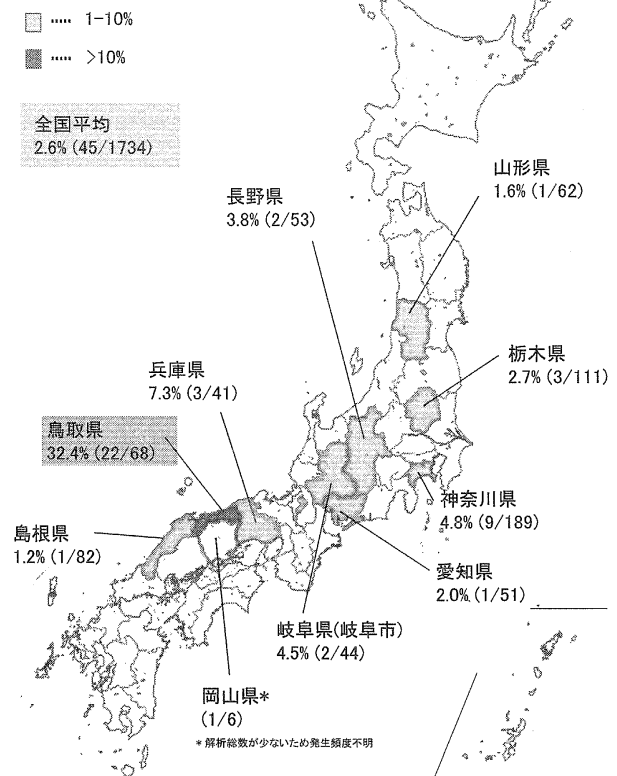 1-10%
>10%
全国平均
2.6% (45/1734)
山形県
1.6% (1/62)
長野県
3.8% (2/53)
栃木県
2.7% (3/111)
兵庫県
7.3% (3/41)
鳥取県
32.4% (22/68)
神奈川県
4.8% (9/189)
島根県
1.2% (1/82)
愛知県
2.0% (1/51)
岐阜県(岐阜市)
4.5% (2/44)
岡山県*
(1/6)
* 解析総数が少ないため発生頻度不明